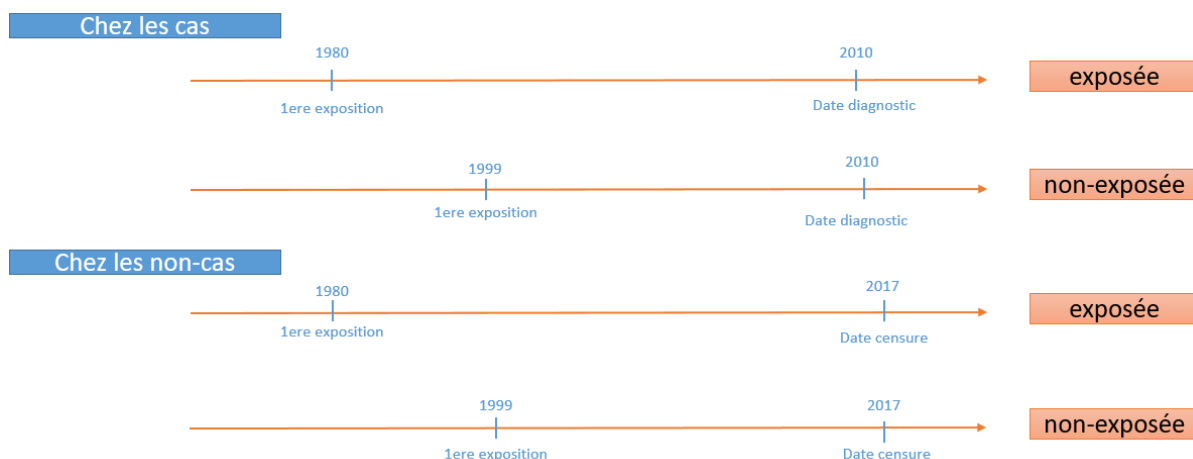 Chez les cas
1980
2010
exposée
1ere exposition
Date diagnostic
1999
2010
non-exposée
1ere exposition
Date diagnostic
Chez les non-cas
1980
2017
exposée
1ere exposition
Date censure
1999
2017
non-exposée
1ere exposition
Date censure